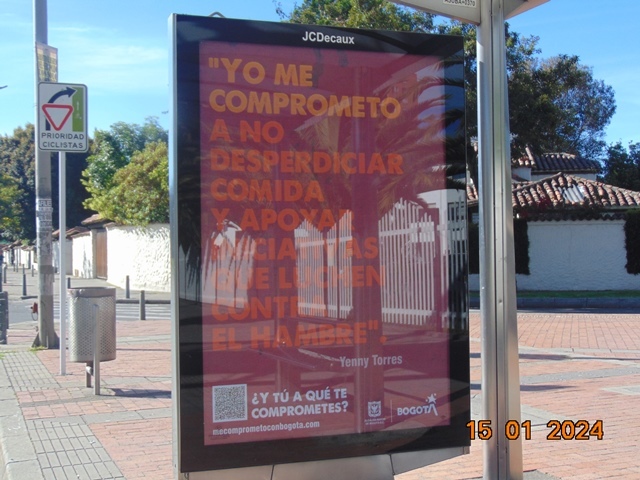 JCDecaux
"YO ME
COMPROMETO
A NO
DESPERDICIAR
COMIDA
Y APOYAR
INICIATIVAS
QUE LUCHEN
CONTRA
EL HAMBRE".
- Yenny Torres
¿Y TÚ A QUÉ TE
COMPROMETES?
mecomprometoconbogota.com
BOGOTÁ
PRIORIDAD
CICLISTAS
15 01 2024